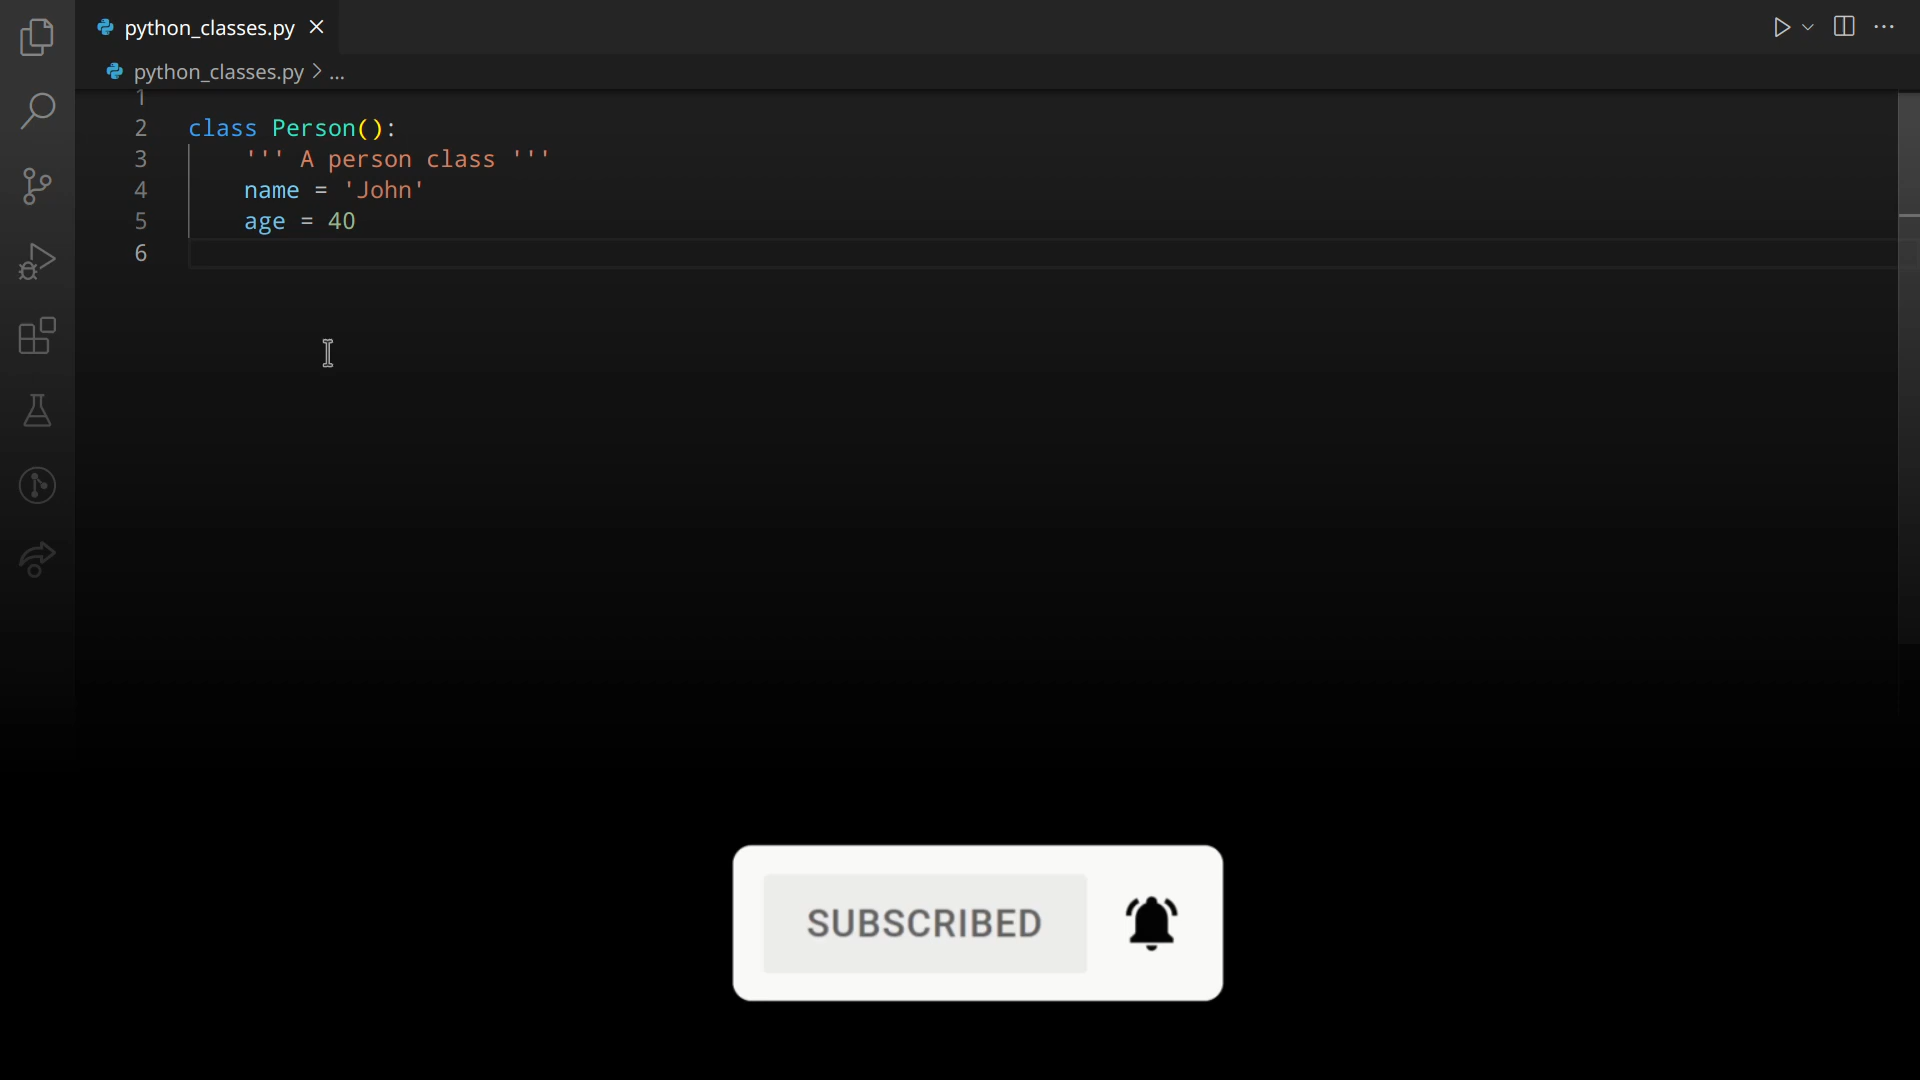 python_classes.py
python_classes.py > ...
1
2 class Person():
3 ''' A person class '''
4 name = 'John'
5 age = 40
6
SUBSCRIBED